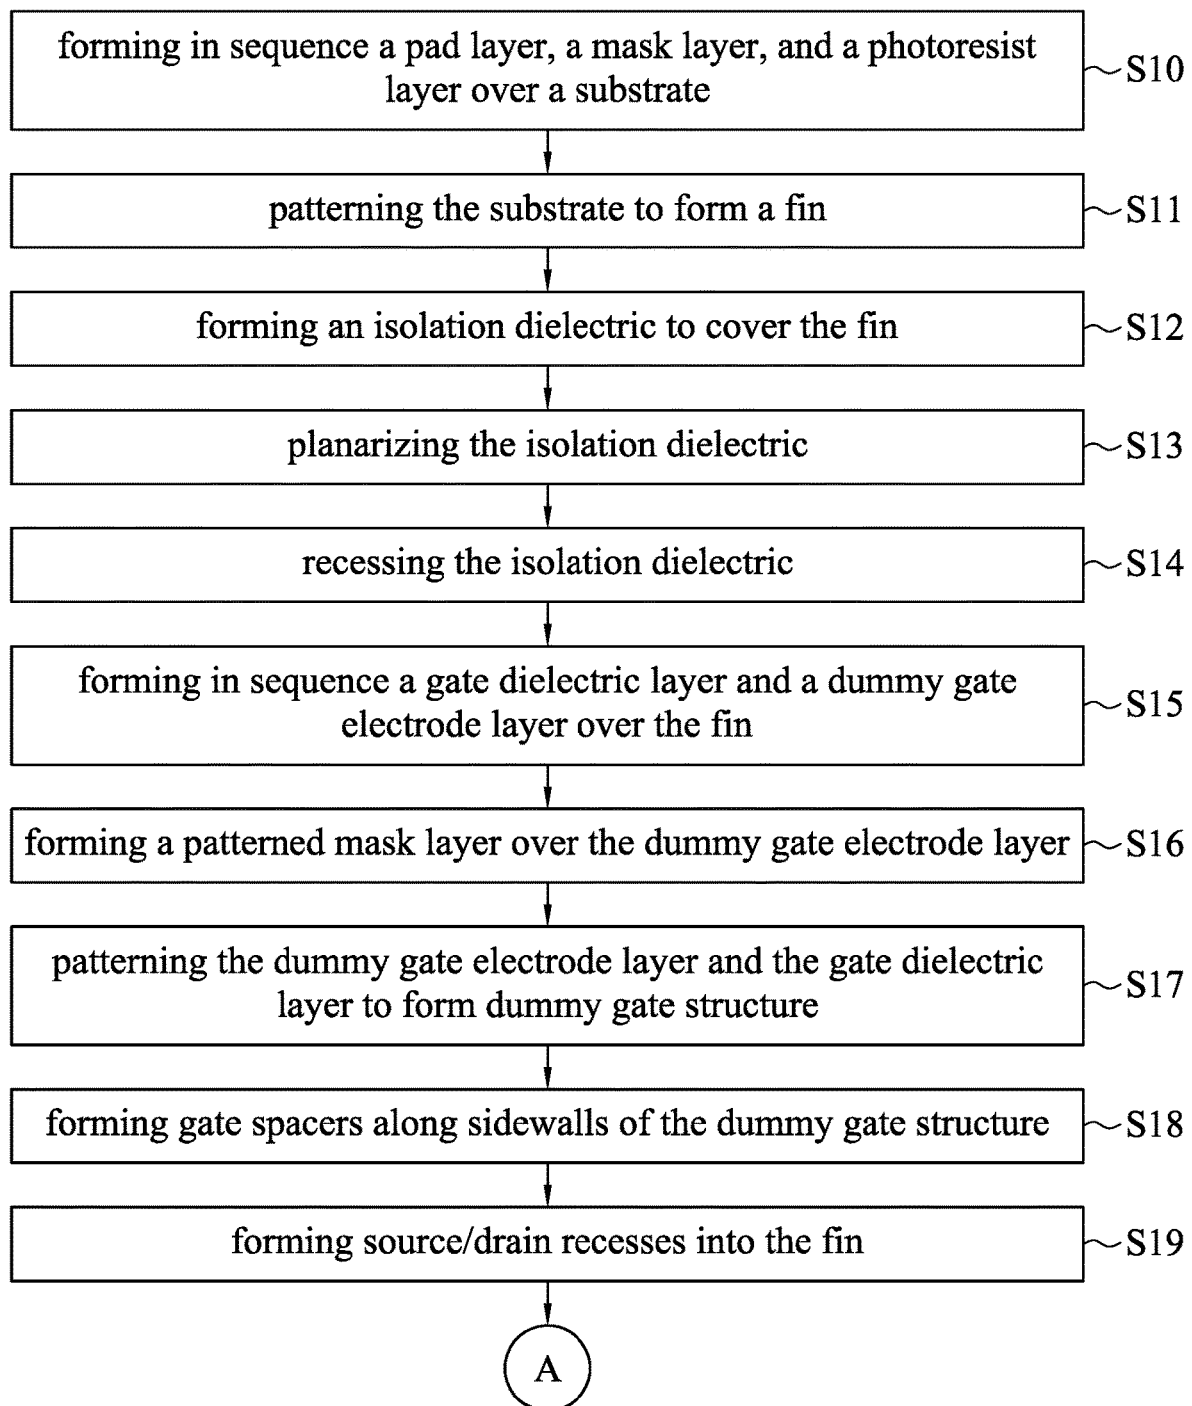 forming in sequence a pad layer, a mask layer, and a photoresist
layer over a substrate
S10
patterning the substrate to form a fin
S11
forming an isolation dielectric to cover the fin
S12
planarizing the isolation dielectric
S13
recessing the isolation dielectric
S14
forming in sequence a gate dielectric layer and a dummy gate
electrode layer over the fin
S15
forming a patterned mask layer over the dummy gate electrode layer
S16
patterning the dummy gate electrode layer and the gate dielectric
layer to form dummy gate structure
S17
forming gate spacers along sidewalls of the dummy gate structure
S18
forming source/drain recesses into the fin
S19
A